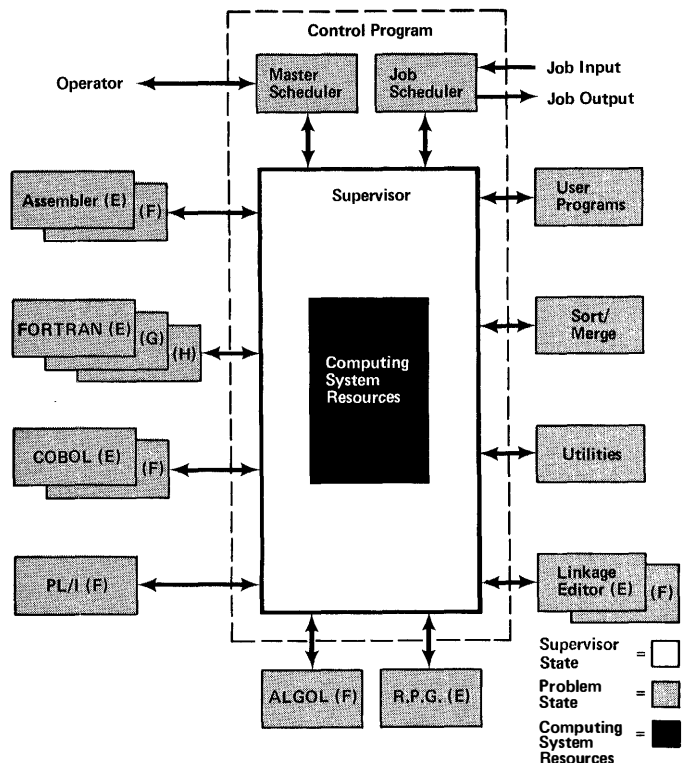 Control Program
Operator
Master
Scheduler
Job
Scheduler
Job Input
Job Output
Supervisor
Assembler (E)
(F)
User
Programs
FORTRAN (E)
(G)
(H)
Sort/
Merge
Computing
System
Resources
COBOL (E)
(F)
Utilities
PL/I (F)
Linkage
Editor (E)
(F)
ALGOL (F)
R.P.G. (E)
Supervisor
State
=
Problem
State
=
Computing
System
Resources
=